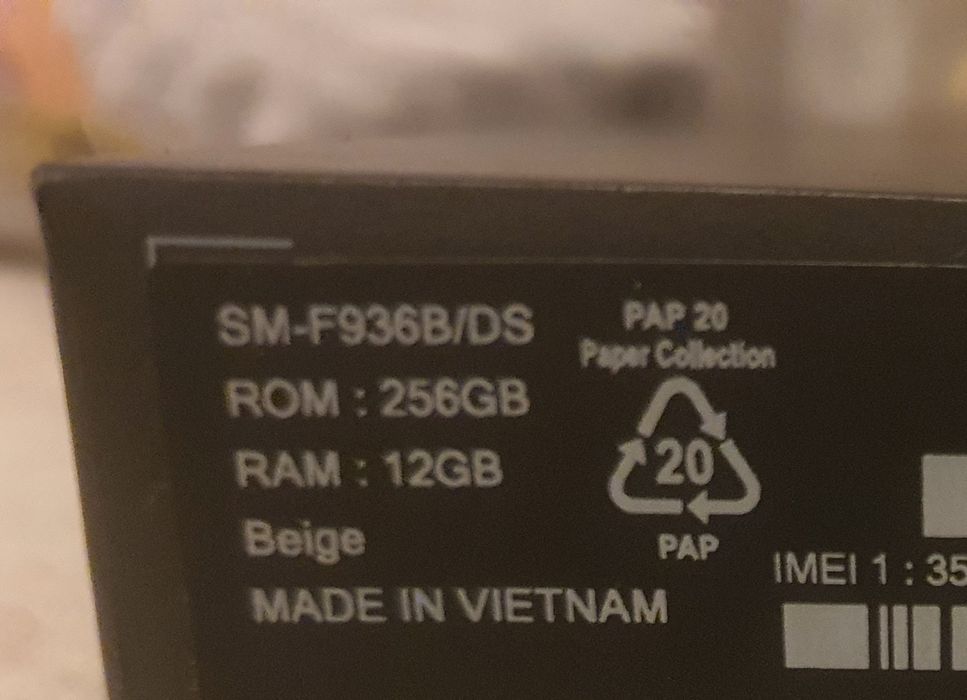 SM-F936B/DS
ROM : 256GB
RAM : 12GB
Beige
MADE IN VIETNAM
PAP 20
Paper Collection
20
PAP
IMEI 1 : 35